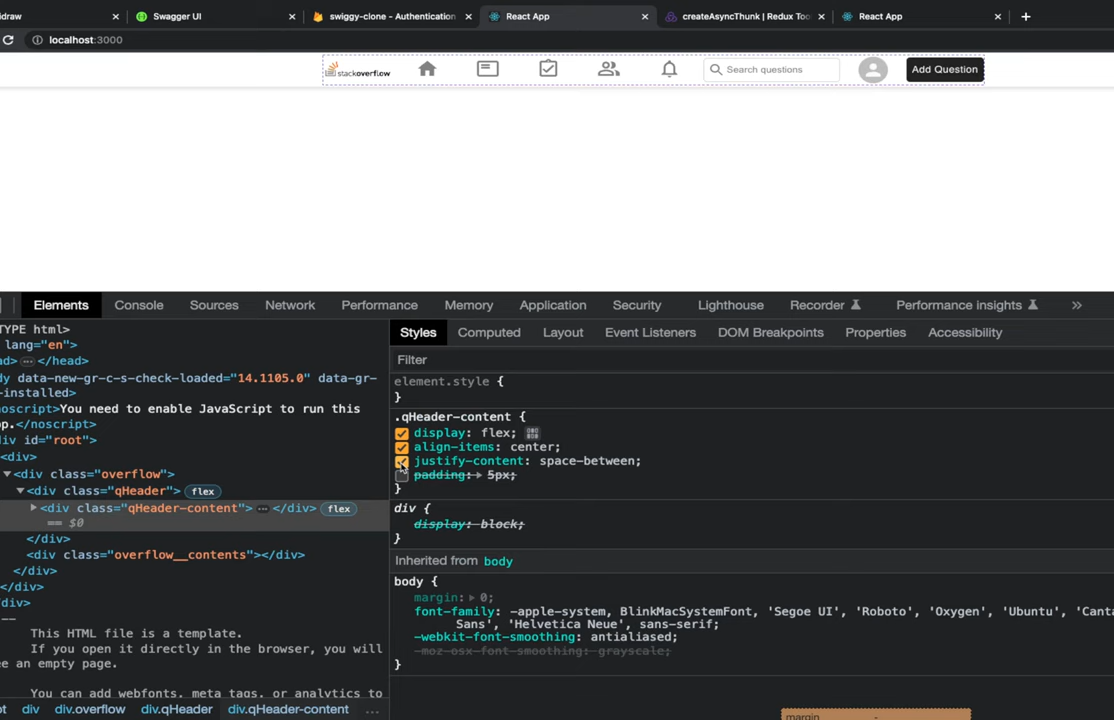 idraw
Swagger UI
swiggy-clone - Authentication
React App
createAsyncThunk | Redux Too
React App
localhost:3000
stackoverflow
Search questions
Add Question
Elements
Console
Sources
Network
Performance
Memory
Application
Security
Lighthouse
Recorder
Performance insights
TYPE html>
lang="en">
ad> … </head>
dy data-new-gr-c-s-check-loaded="14.1105.0" data-gr-
-installed>
noscript>You need to enable JavaScript to run this
pp.</noscript>
div id="root">
<div>
<div class="overflow">
<div class="qHeader"> flex
<div class="qHeader-content"> … </div> flex
== $0
</div>
<div class="overflow__contents"></div>
</div>
</div>
div>
--
This HTML file is a template.
If you open it directly in the browser, you will
ee an empty page.
You can add webfonts, meta tags, or analytics to
ot div div.overflow div.qHeader div.qHeader-content ...
Styles
Computed
Layout
Event Listeners
DOM Breakpoints
Properties
Accessibility
Filter
element.style {
}
.qHeader-content {
display: flex;
align-items: center;
justify-content: space-between;
padding: 5px;
}
div {
display: block;
}
Inherited from body
body {
margin: 0;
font-family: -apple-system, BlinkMacSystemFont, 'Segoe UI', 'Roboto', 'Oxygen', 'Ubuntu', 'Canta
Sans', 'Helvetica Neue', sans-serif;
-webkit-font-smoothing: antialiased;
-moz-osx-font-smoothing: grayscale;
}
margin -